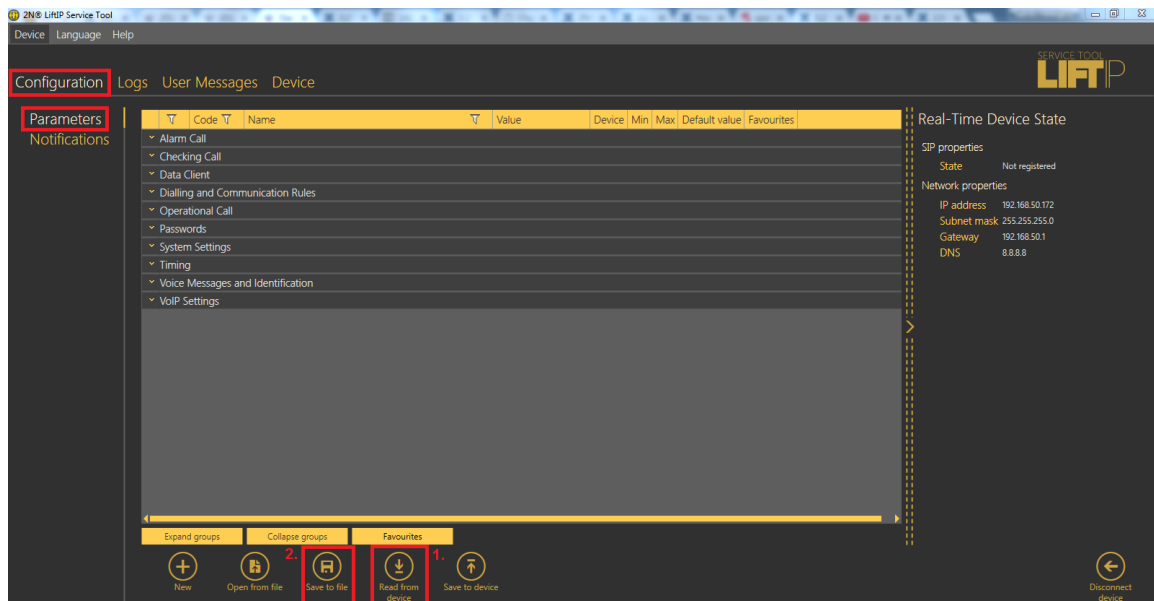 2N® LiftIP Service Tool
Device Language Help
SERVICE TOOL
LIFTIP
Configuration Logs User Messages Device
Parameters
Notifications
Code Name Value Device Min Max Default value Favourites
Alarm Call
Checking Call
Data Client
Dialling and Communication Rules
Operational Call
Passwords
System Settings
Timing
Voice Messages and Identification
VoIP Settings
Real-Time Device State
SIP properties
State Not registered
Network properties
IP address 192.168.50.172
Subnet mask 255.255.255.0
Gateway 192.168.50.1
DNS 8.8.8.8
Expand groups Collapse groups Favourites
2. 1.
New Open from file Save to file Read from device Save to device
Disconnect device